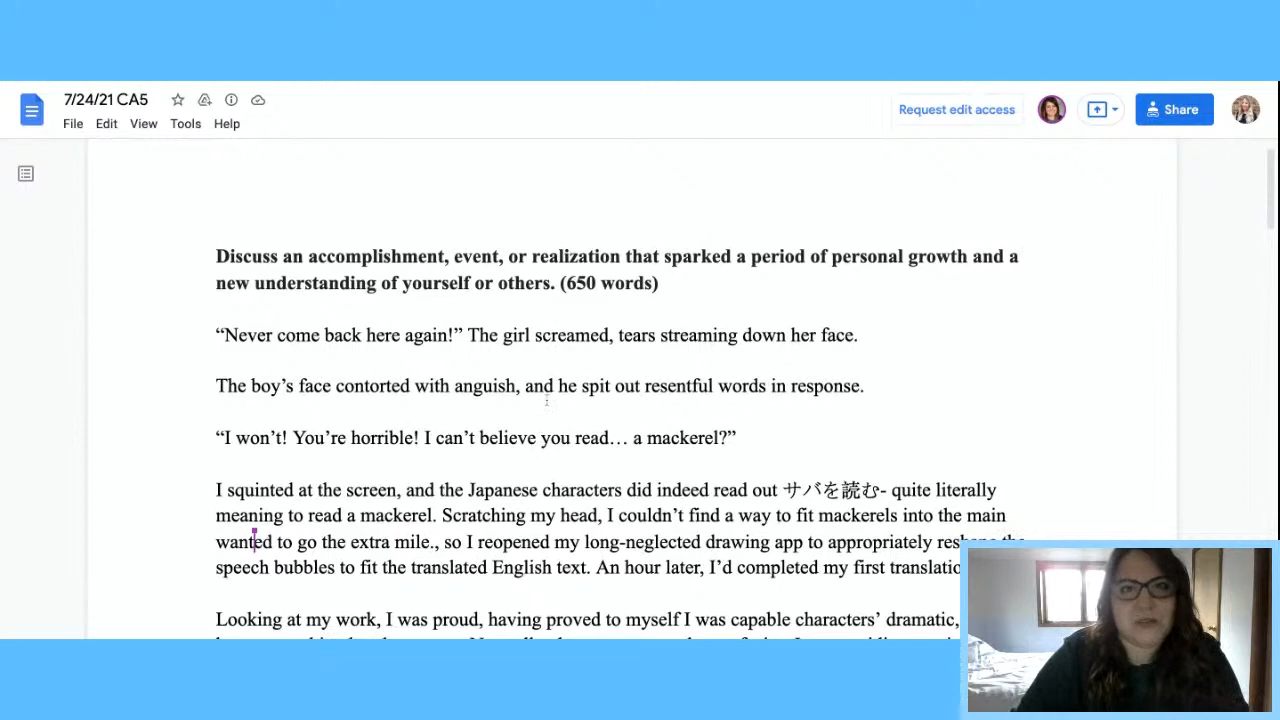 7/24/21 CA5
File Edit View Tools Help
Request edit access
Share
Discuss an accomplishment, event, or realization that sparked a period of personal growth and a
new understanding of yourself or others. (650 words)
“Never come back here again!” The girl screamed, tears streaming down her face.
The boy’s face contorted with anguish, and he spit out resentful words in response.
“I won’t! You’re horrible! I can’t believe you read… a mackerel?”
I squinted at the screen, and the Japanese characters did indeed read out サバを読む- quite literally
meaning to read a mackerel. Scratching my head, I couldn’t find a way to fit mackerels into the main
wanted to go the extra mile., so I reopened my long-neglected drawing app to appropriately reshape the
speech bubbles to fit the translated English text. An hour later, I’d completed my first
Looking at my work, I was proud, having proved to myself I was capable characters’ dramatic,